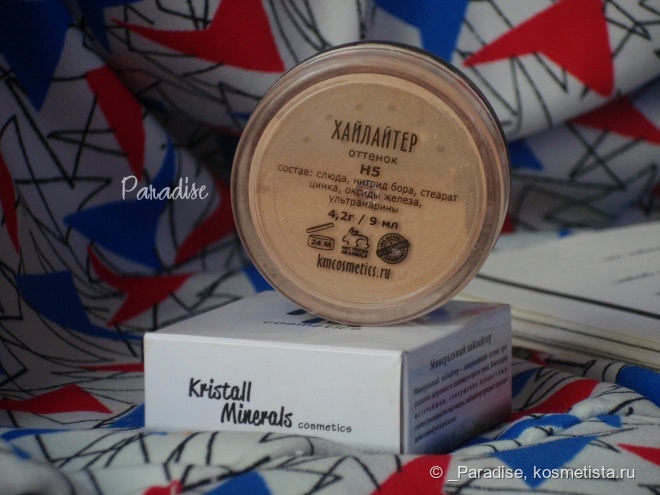 ХАЙЛАЙТЕР
оттенок
H5
состав: слюда, нитрид бора, стеарат
цинка, оксиды железа,
ультрамарины
4,2г / 9 мл
24 M
kmcosmetics.ru
Paradise
cosmetics
Kristall
Minerals cosmetics
Минеральный хайлайтер
© _Paradise, kosmetista.ru